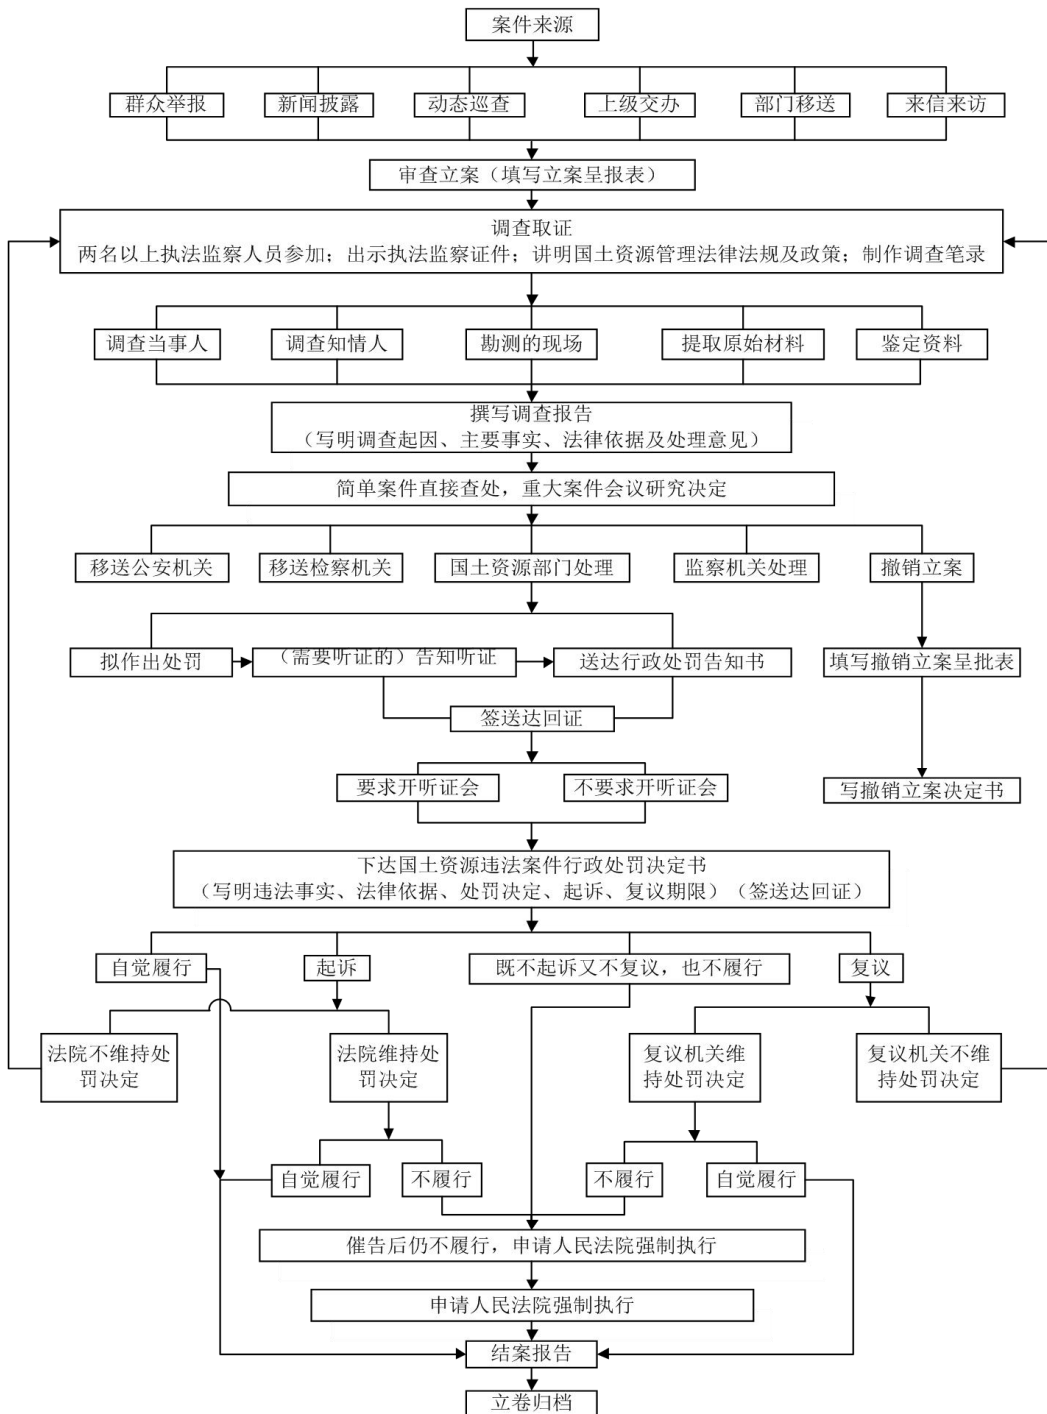 案件来源
群众举报
新闻披露
动态巡查
上级交办
部门移送
来信来访
审查立案（填写立案呈报表）
调查取证
两名以上执法监察人员参加；出示执法监察证件；讲明国土资源管理法律法规及政策；制作调查笔录
调查当事人
调查知情人
勘测的现场
提取原始材料
鉴定资料
撰写调查报告
（写明调查起因、主要事实、法律依据及处理意见）
简单案件直接查处，重大案件会议研究决定
移送公安机关
移送检察机关
国土资源部门处理
监察机关处理
撤销立案
拟作出处罚
（需要听证的）告知听证
送达行政处罚告知书
填写撤销立案呈批表
签送达回证
要求开听证会
不要求开听证会
写撤销立案决定书
下达国土资源违法案件行政处罚决定书
（写明违法事实、法律依据、处罚决定、起诉、复议期限）（签送达回证）
自觉履行
起诉
既不起诉又不复议，也不履行
复议
法院不维持处
罚决定
法院维持处
罚决定
复议机关维
持处罚决定
复议机关不维
持处罚决定
自觉履行
不履行
不履行
自觉履行
催告后仍不履行，申请人民法院强制执行
申请人民法院强制执行
结案报告
立卷归档